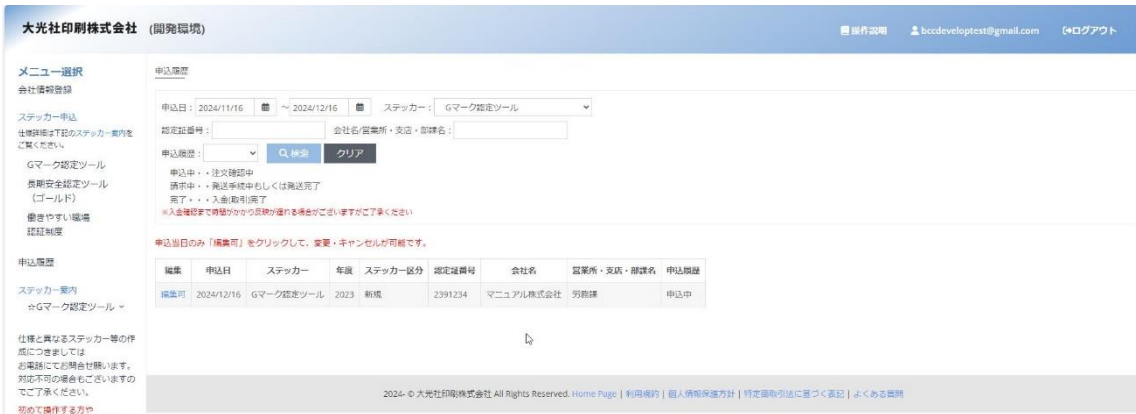 大光社印刷株式会社 (開発環境)
操作説明 bccdeveloptest@gmail.com ログアウト
メニュー選択
会社情報登録
ステッカー申込
仕様詳細は下記のステッカー案内を
ご覧ください。
Gマーク認定ツール
長期安全認定ツール
(ゴールド)
働きやすい職場
認証制度
申込履歴
ステッカー案内
☆Gマーク認定ツール
仕様と異なるステッカー等の作
成につきましては
お電話にてお問合せ願います。
対応不可の場合もございますの
でご了承ください。
初めて操作する方や
申込履歴
申込日: 2024/11/16 ~ 2024/12/16 ステッカー: Gマーク認定ツール
認定証番号: 会社名/営業所・支店・部課名:
申込履歴: 検索 クリア
申込中・・注文確認中
請求中・・発送手続中もしくは発送完了
完了・・・入金(取引)完了
※入金確認まで時間がかかり反映が遅れる場合がございますがご了承ください
申込当日のみ「編集可」をクリックして、変更・キャンセルが可能です。
編集 申込日 ステッカー 年度 ステッカー区分 認定証番号 会社名 営業所・支店・部課名 申込履歴
編集可 2024/12/16 Gマーク認定ツール 2023 新規 2391234 マニュアル株式会社 労務課 申込中
2024- © 大光社印刷株式会社 All Rights Reserved. Home Page | 利用規約 | 個人情報保護方針 | 特定商取引法に基づく表記 | よくある質問